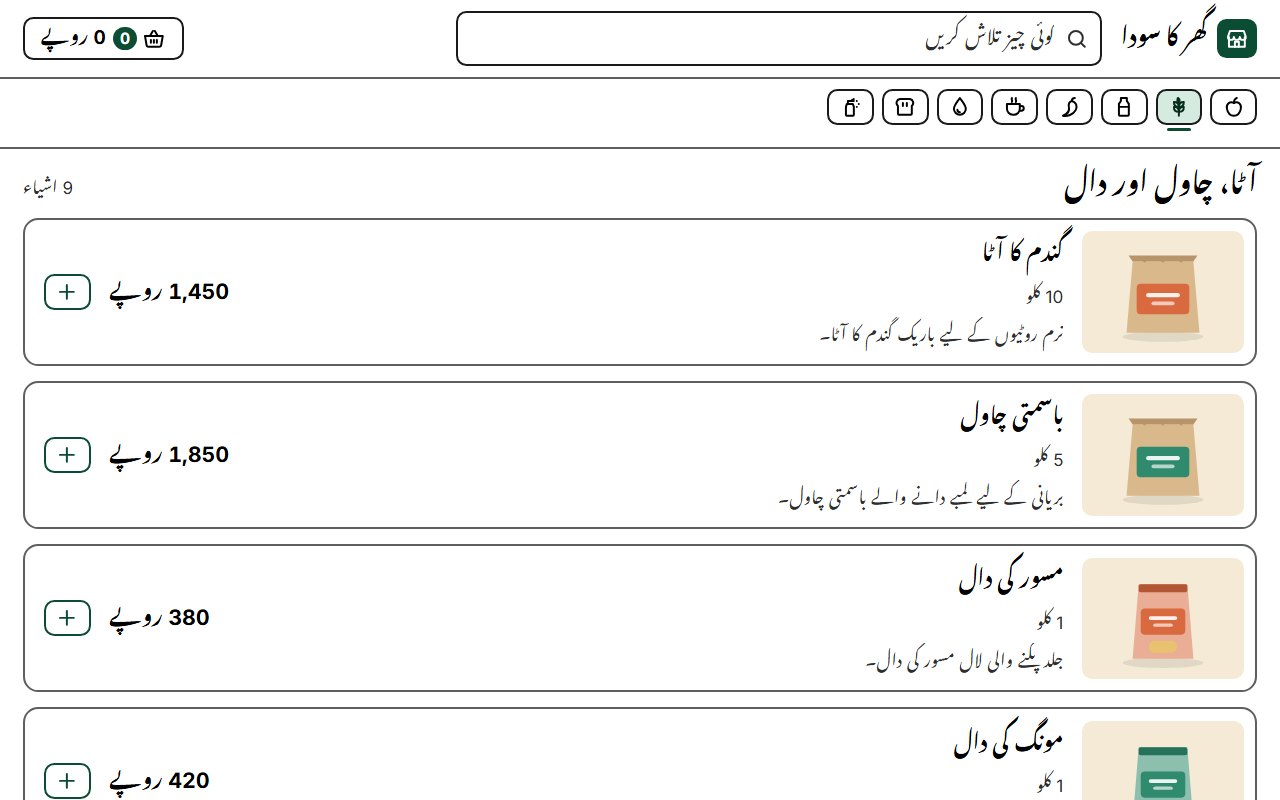 گھر کا سودا
کوئی چیز تلاش کریں
0 0 روپے
آٹا، چاول اور دال
9 اشیاء
گندم کا آٹا
10 کلو
نرم روٹیوں کے لیے باریک گندم کا آٹا۔
1,450 روپے
باسمتی چاول
5 کلو
بریانی کے لیے لمبے دانے والے باسمتی چاول۔
1,850 روپے
مسور کی دال
1 کلو
جلد پکنے والی لال مسور کی دال۔
380 روپے
مونگ کی دال
1 کلو
420 روپے